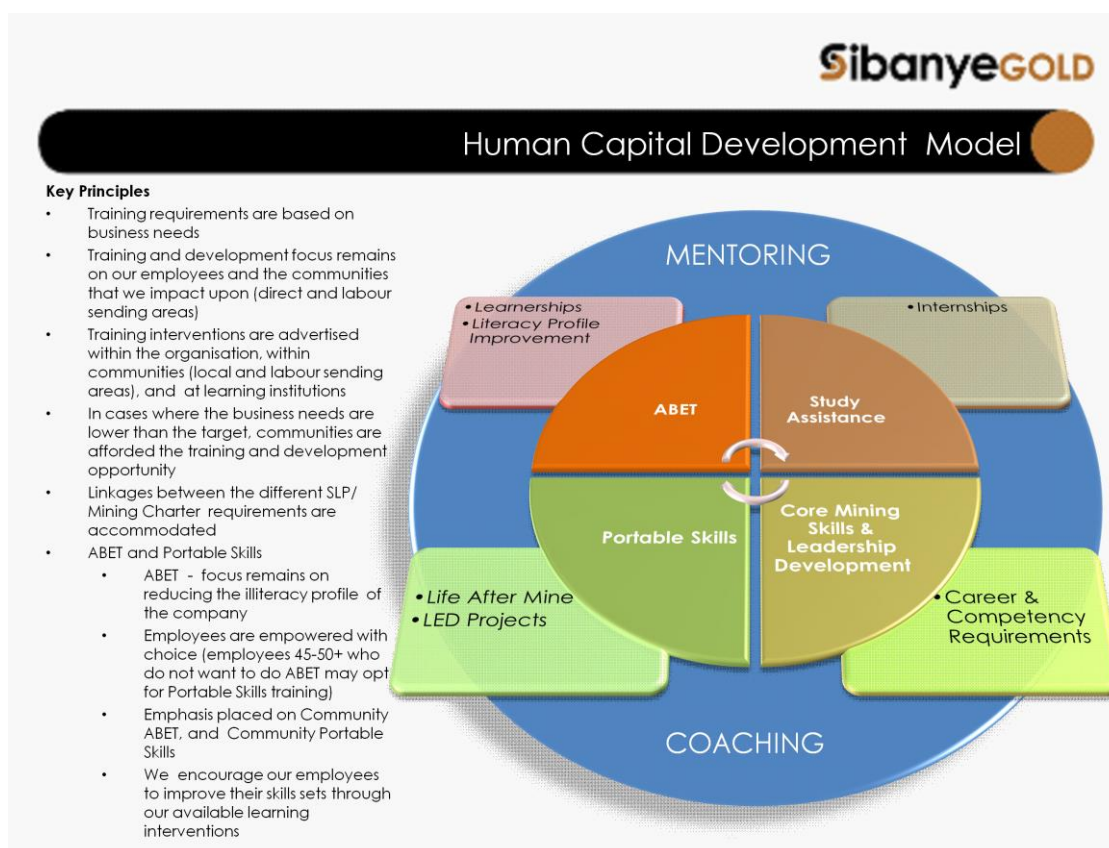 SibanyeGOLD
Human Capital Development Model
Key Principles
• Training requirements are based on
business needs
• Training and development focus remains
on our employees and the communities
that we impact upon (direct and labour
sending areas)
• Training interventions are advertised
within the organisation, within
communities (local and labour sending
areas), and at learning institutions
• In cases where the business needs are
lower than the target, communities are
afforded the training and development
opportunity
• Linkages between the different SLP/
Mining Charter requirements are
accommodated
• ABET and Portable Skills
• ABET - focus remains on
reducing the illiteracy profile of
the company
• Employees are empowered with
choice (employees 45-50+ who
do not want to do ABET may opt
for Portable Skills training)
• Emphasis placed on Community
ABET, and Community Portable
Skills
• We encourage our employees
to improve their skills sets through
our available learning
interventions
MENTORING
• Learnerships
• Literacy Profile
Improvement
• Internships
ABET
Study
Assistance
Portable Skills
Core Mining
Skills &
Leadership
Development
• Life After Mine
• LED Projects
• Career &
Competency
Requirements
COACHING